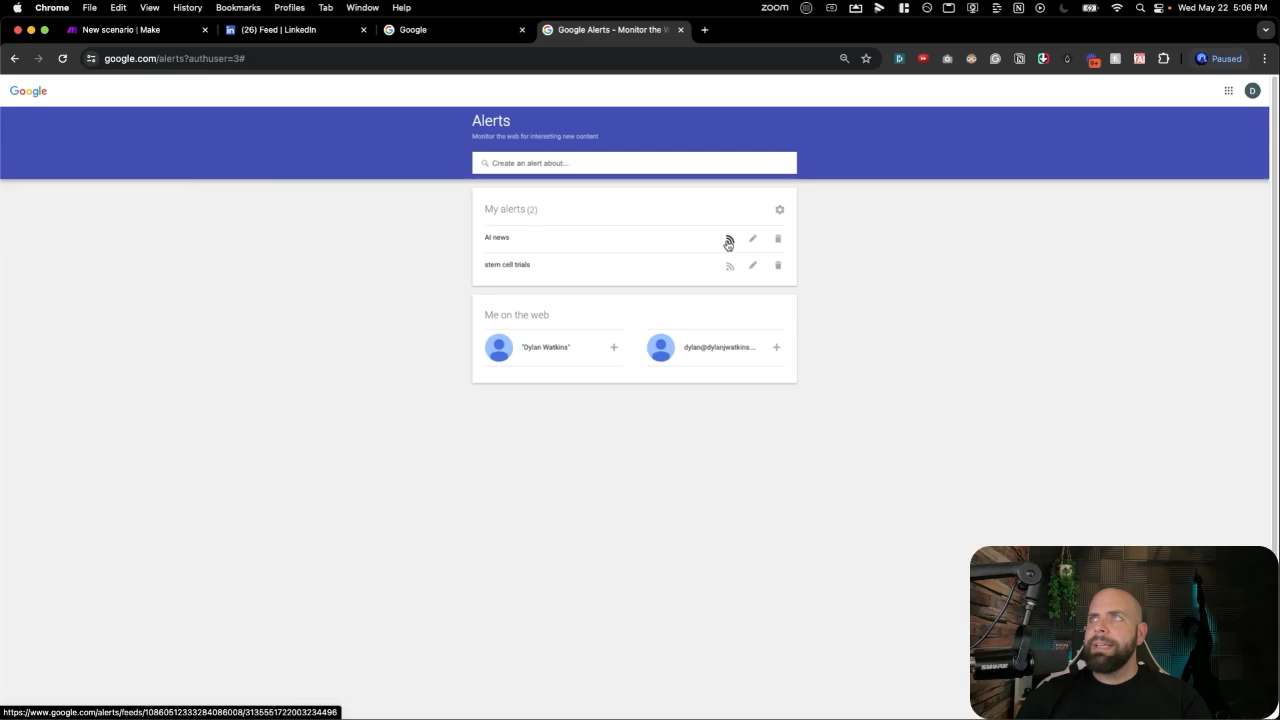 Chrome File Edit View History Bookmarks Profiles Tab Window Help zoom Wed May 22 5:06 PM
New scenario | Make (26) Feed | LinkedIn Google Google Alerts - Monitor the W
google.com/alerts?authuser=3# 9+ Paused
Google D
Alerts
Monitor the web for interesting new content
Create an alert about...
My alerts (2)
AI news
stem cell trials
Me on the web
"Dylan Watkins" dylan@dylanjwatkins...
https://www.google.com/alerts/feeds/10860512333284086008/3135551722003234496